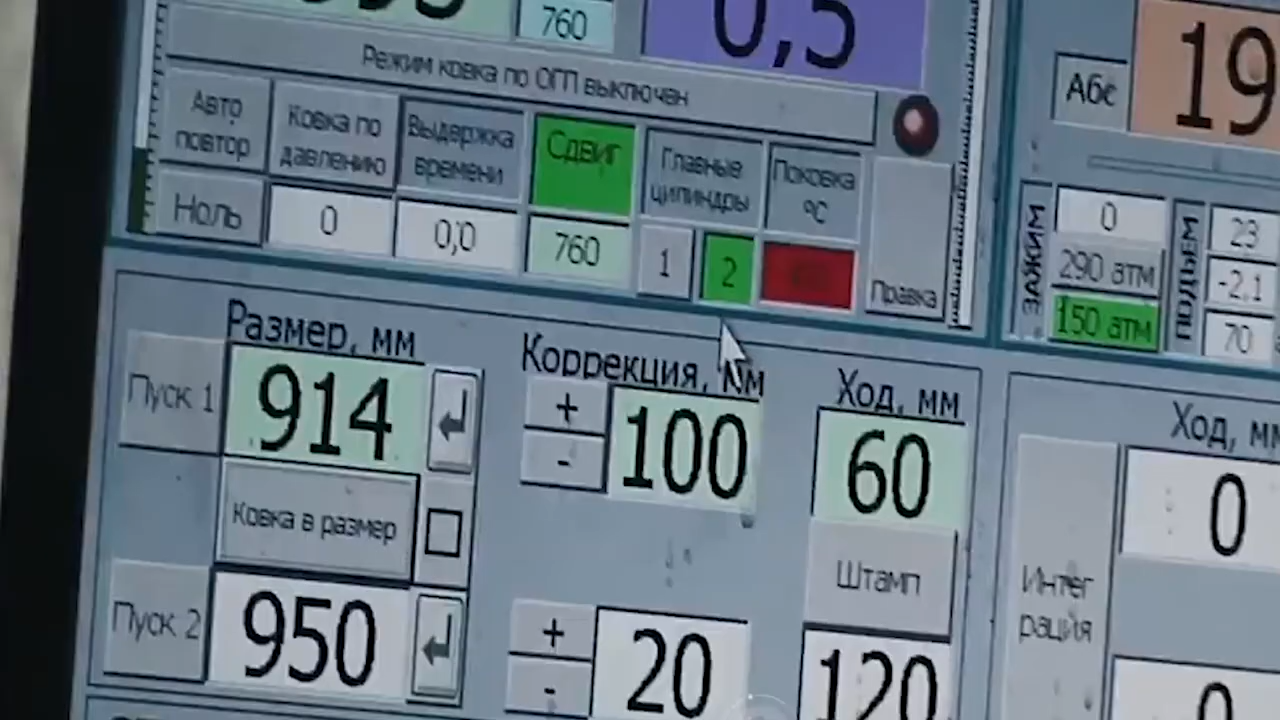 760
0,5
Режим ковка по ОГП выключен
Абс
19
Авто
повтор
Ковка по
давлению
Выдержка
времени
Сдвиг
Главные
цилиндры
Поковка
°С
Ноль
0
0,0
760
1
2
Правка
ЗАЖИМ
0
290 атм
150 атм
ПОДЪЕМ
23
-2,1
70
Размер, мм
Коррекция, мм
Ход, мм
Ход, мм
Пуск 1
914
+
-
100
60
0
Ковка в размер
Штамп
Интег
рация
Пуск 2
950
+
-
20
120
0